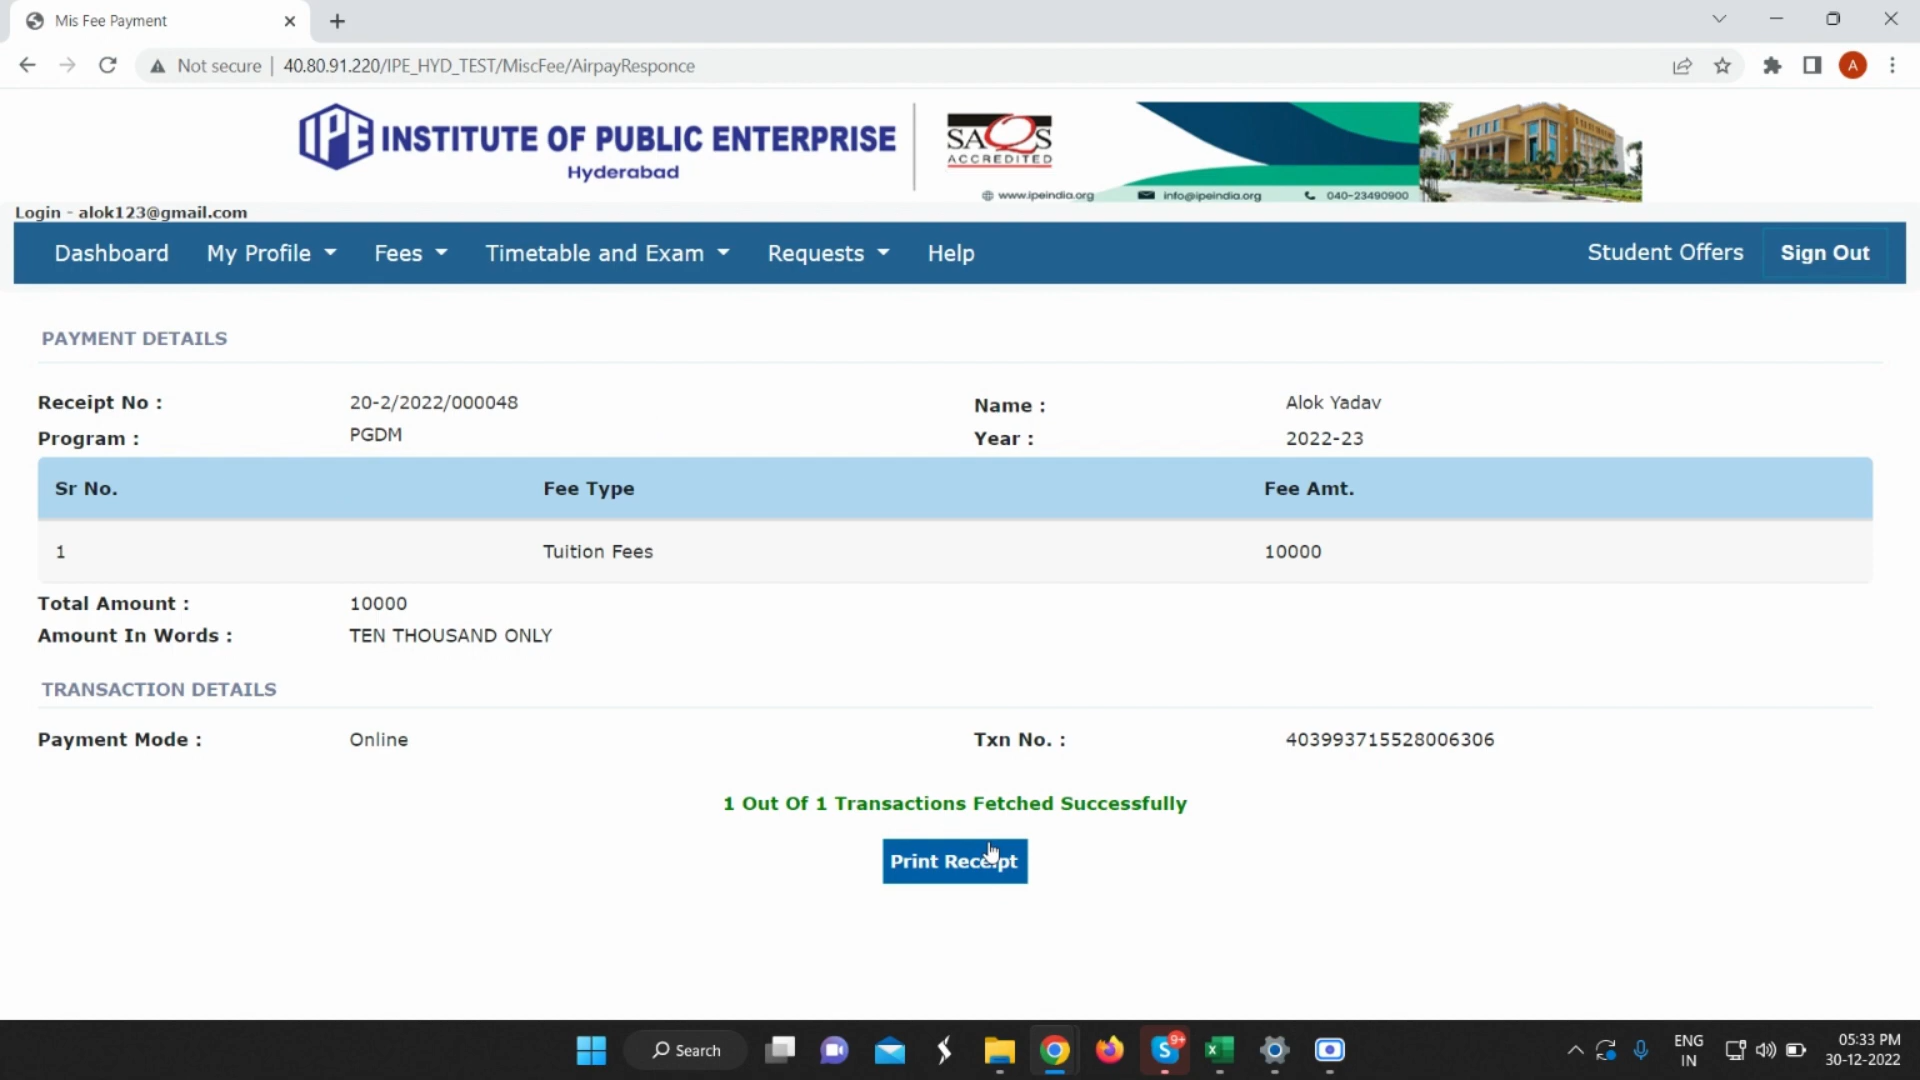 Mis Fee Payment
Not secure | 40.80.91.220/IPE_HYD_TEST/MiscFee/AirpayResponce
A
IPE INSTITUTE OF PUBLIC ENTERPRISE
Hyderabad
SAQS
ACCREDITED
www.ipeindia.org info@ipeindia.org 040-23490900
Login - alok123@gmail.com
Dashboard My Profile Fees Timetable and Exam Requests Help Student Offers Sign Out
PAYMENT DETAILS
Receipt No : 20-2/2022/000048 Name : Alok Yadav
Program : PGDM Year : 2022-23
Sr No. Fee Type Fee Amt.
1 Tuition Fees 10000
Total Amount : 10000
Amount In Words : TEN THOUSAND ONLY
TRANSACTION DETAILS
Payment Mode : Online Txn No. : 403993715528006306
1 Out Of 1 Transactions Fetched Successfully
Print Receipt
Search S 9+ ENG 05:33 PM
IN 30-12-2022